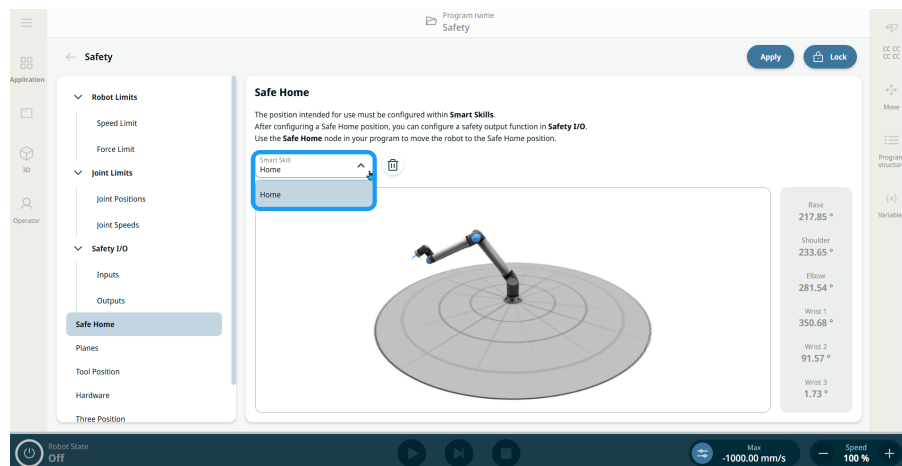 Program name
Safety
Application
3D
Operator
Safety
Apply
Lock
Robot Limits
Speed Limit
Force Limit
Joint Limits
Joint Positions
Joint Speeds
Safety I/O
Inputs
Outputs
Safe Home
Planes
Tool Position
Hardware
Three Position
Safe Home
The position intended for use must be configured within Smart Skills.
After configuring a Safe Home position, you can configure a safety output function in Safety I/O.
Use the Safe Home node in your program to move the robot to the Safe Home position.
Smart Skill
Home
Home
Base
217.85 °
Shoulder
233.65 °
Elbow
281.54 °
Wrist 1
350.68 °
Wrist 2
91.57 °
Wrist 3
1.73 °
CC CC
CC CC
Move
Program
structure
{x}
Variable
Robot State
Off
Max
-1000.00 mm/s
Speed
100 %